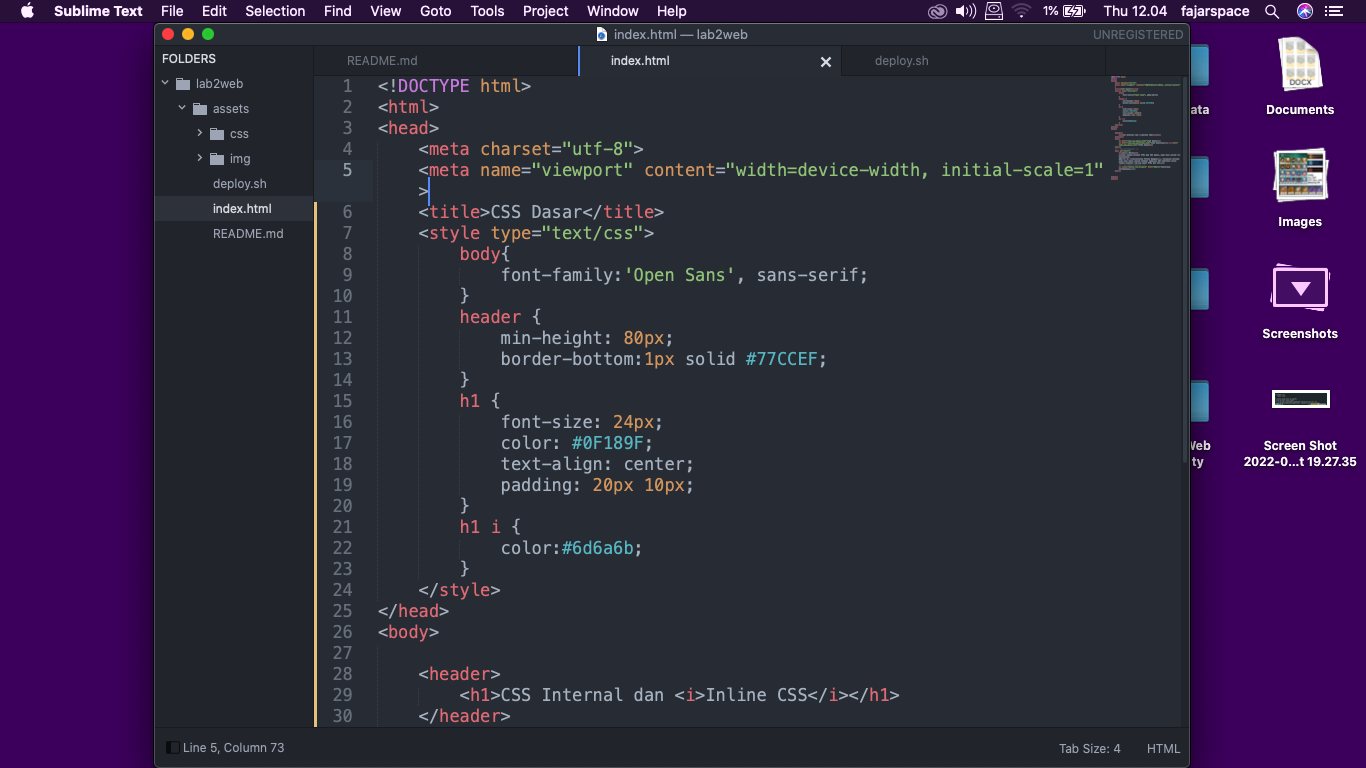 Sublime Text File Edit Selection Find View Goto Tools Project Window Help 1% Thu 12.04 fajarspace
index.html — lab2web UNREGISTERED
FOLDERS
lab2web
assets
css
img
deploy.sh
index.html
README.md
README.md index.html deploy.sh
1 <!DOCTYPE html>
2 <html>
3 <head>
4 <meta charset="utf-8">
5 <meta name="viewport" content="width=device-width, initial-scale=1"
>
6 <title>CSS Dasar</title>
7 <style type="text/css">
8 body{
9 font-family:'Open Sans', sans-serif;
10 }
11 header {
12 min-height: 80px;
13 border-bottom:1px solid #77CCEF;
14 }
15 h1 {
16 font-size: 24px;
17 color: #0F189F;
18 text-align: center;
19 padding: 20px 10px;
20 }
21 h1 i {
22 color:#6d6a6b;
23 }
24 </style>
25 </head>
26 <body>
27
28 <header>
29 <h1>CSS Internal dan <i>Inline CSS</i></h1>
30 </header>
Line 5, Column 73 Tab Size: 4 HTML
DOCX
ata Documents
Images
Screenshots
Web
ty
Screen Shot
2022-0...t 19.27.35